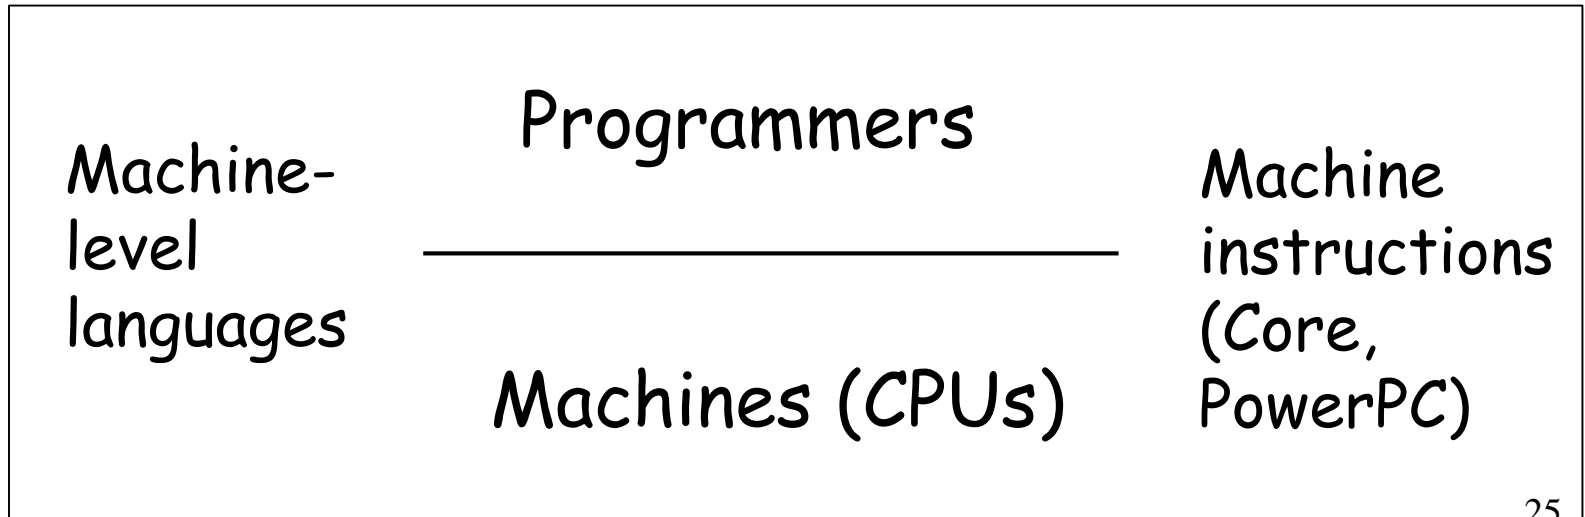 Machine-
level
languages
Programmers
Machines (CPUs)
Machine
instructions
(Core,
PowerPC)
25